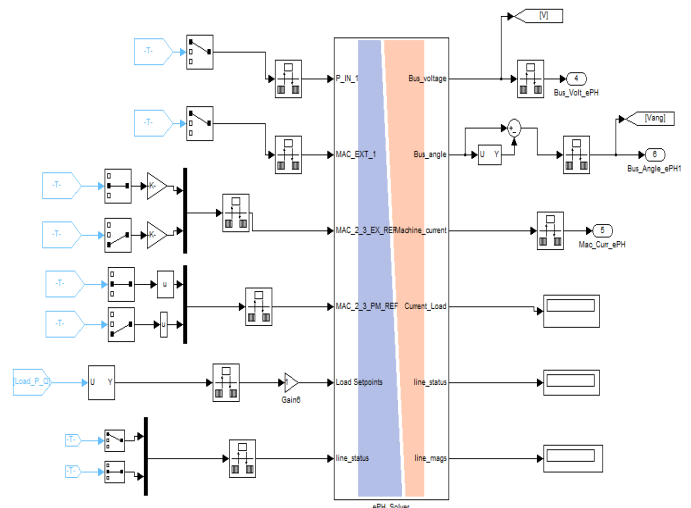 [V]
-T-
P_IN_1
Bus_voltage
4
Bus_Volt_ePH
-T-
[Vang]
MAC_EXT_1
Bus_angle
U Y
6
Bus_Angle_ePH1
-T-
-K-
-T-
-K-
MAC_2_3_EX_REF
Machine_current
5
Mac_Curr_ePH
-T-
u
-T-
u
MAC_2_3_PM_REF
Current_Load
[Load_P_Q]
U Y
1
Gain6
Load Setpoints
line_status
-T-
-T-
line_status
line_mags
ePH_Solver